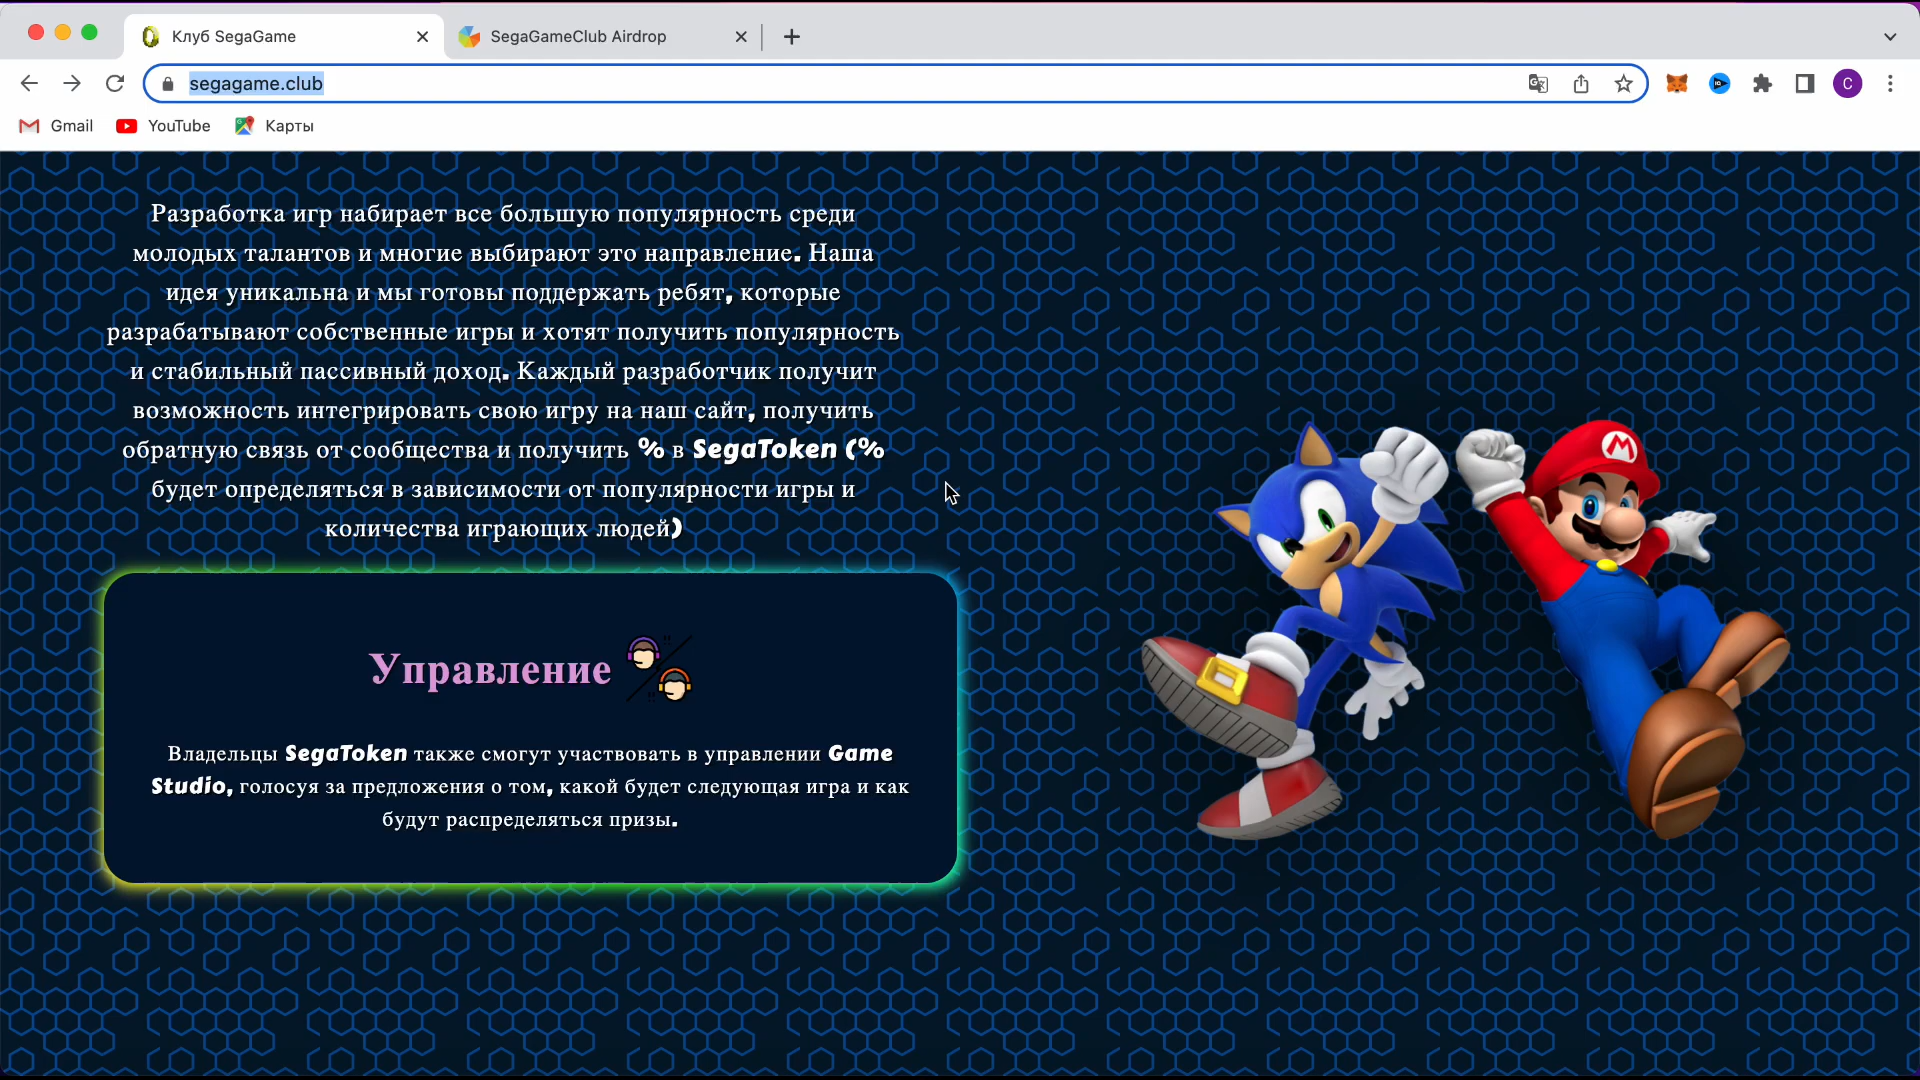 Клуб SegaGame
SegaGameClub Airdrop
segagame.club
C
Gmail
YouTube
Карты
Разработка игр набирает все большую популярность среди
молодых талантов и многие выбирают это направление. Наша
идея уникальна и мы готовы поддержать ребят, которые
разрабатывают собственные игры и хотят получить популярность
и стабильный пассивный доход. Каждый разработчик получит
возможность интегрировать свою игру на наш сайт, получить
обратную связь от сообщества и получить % в SegaToken (%
будет определяться в зависимости от популярности игры и
количества играющих людей)
M
Управление
Владельцы SegaToken также смогут участвовать в управлении Game
Studio, голосуя за предложения о том, какой будет следующая игра и как
будут распределяться призы.